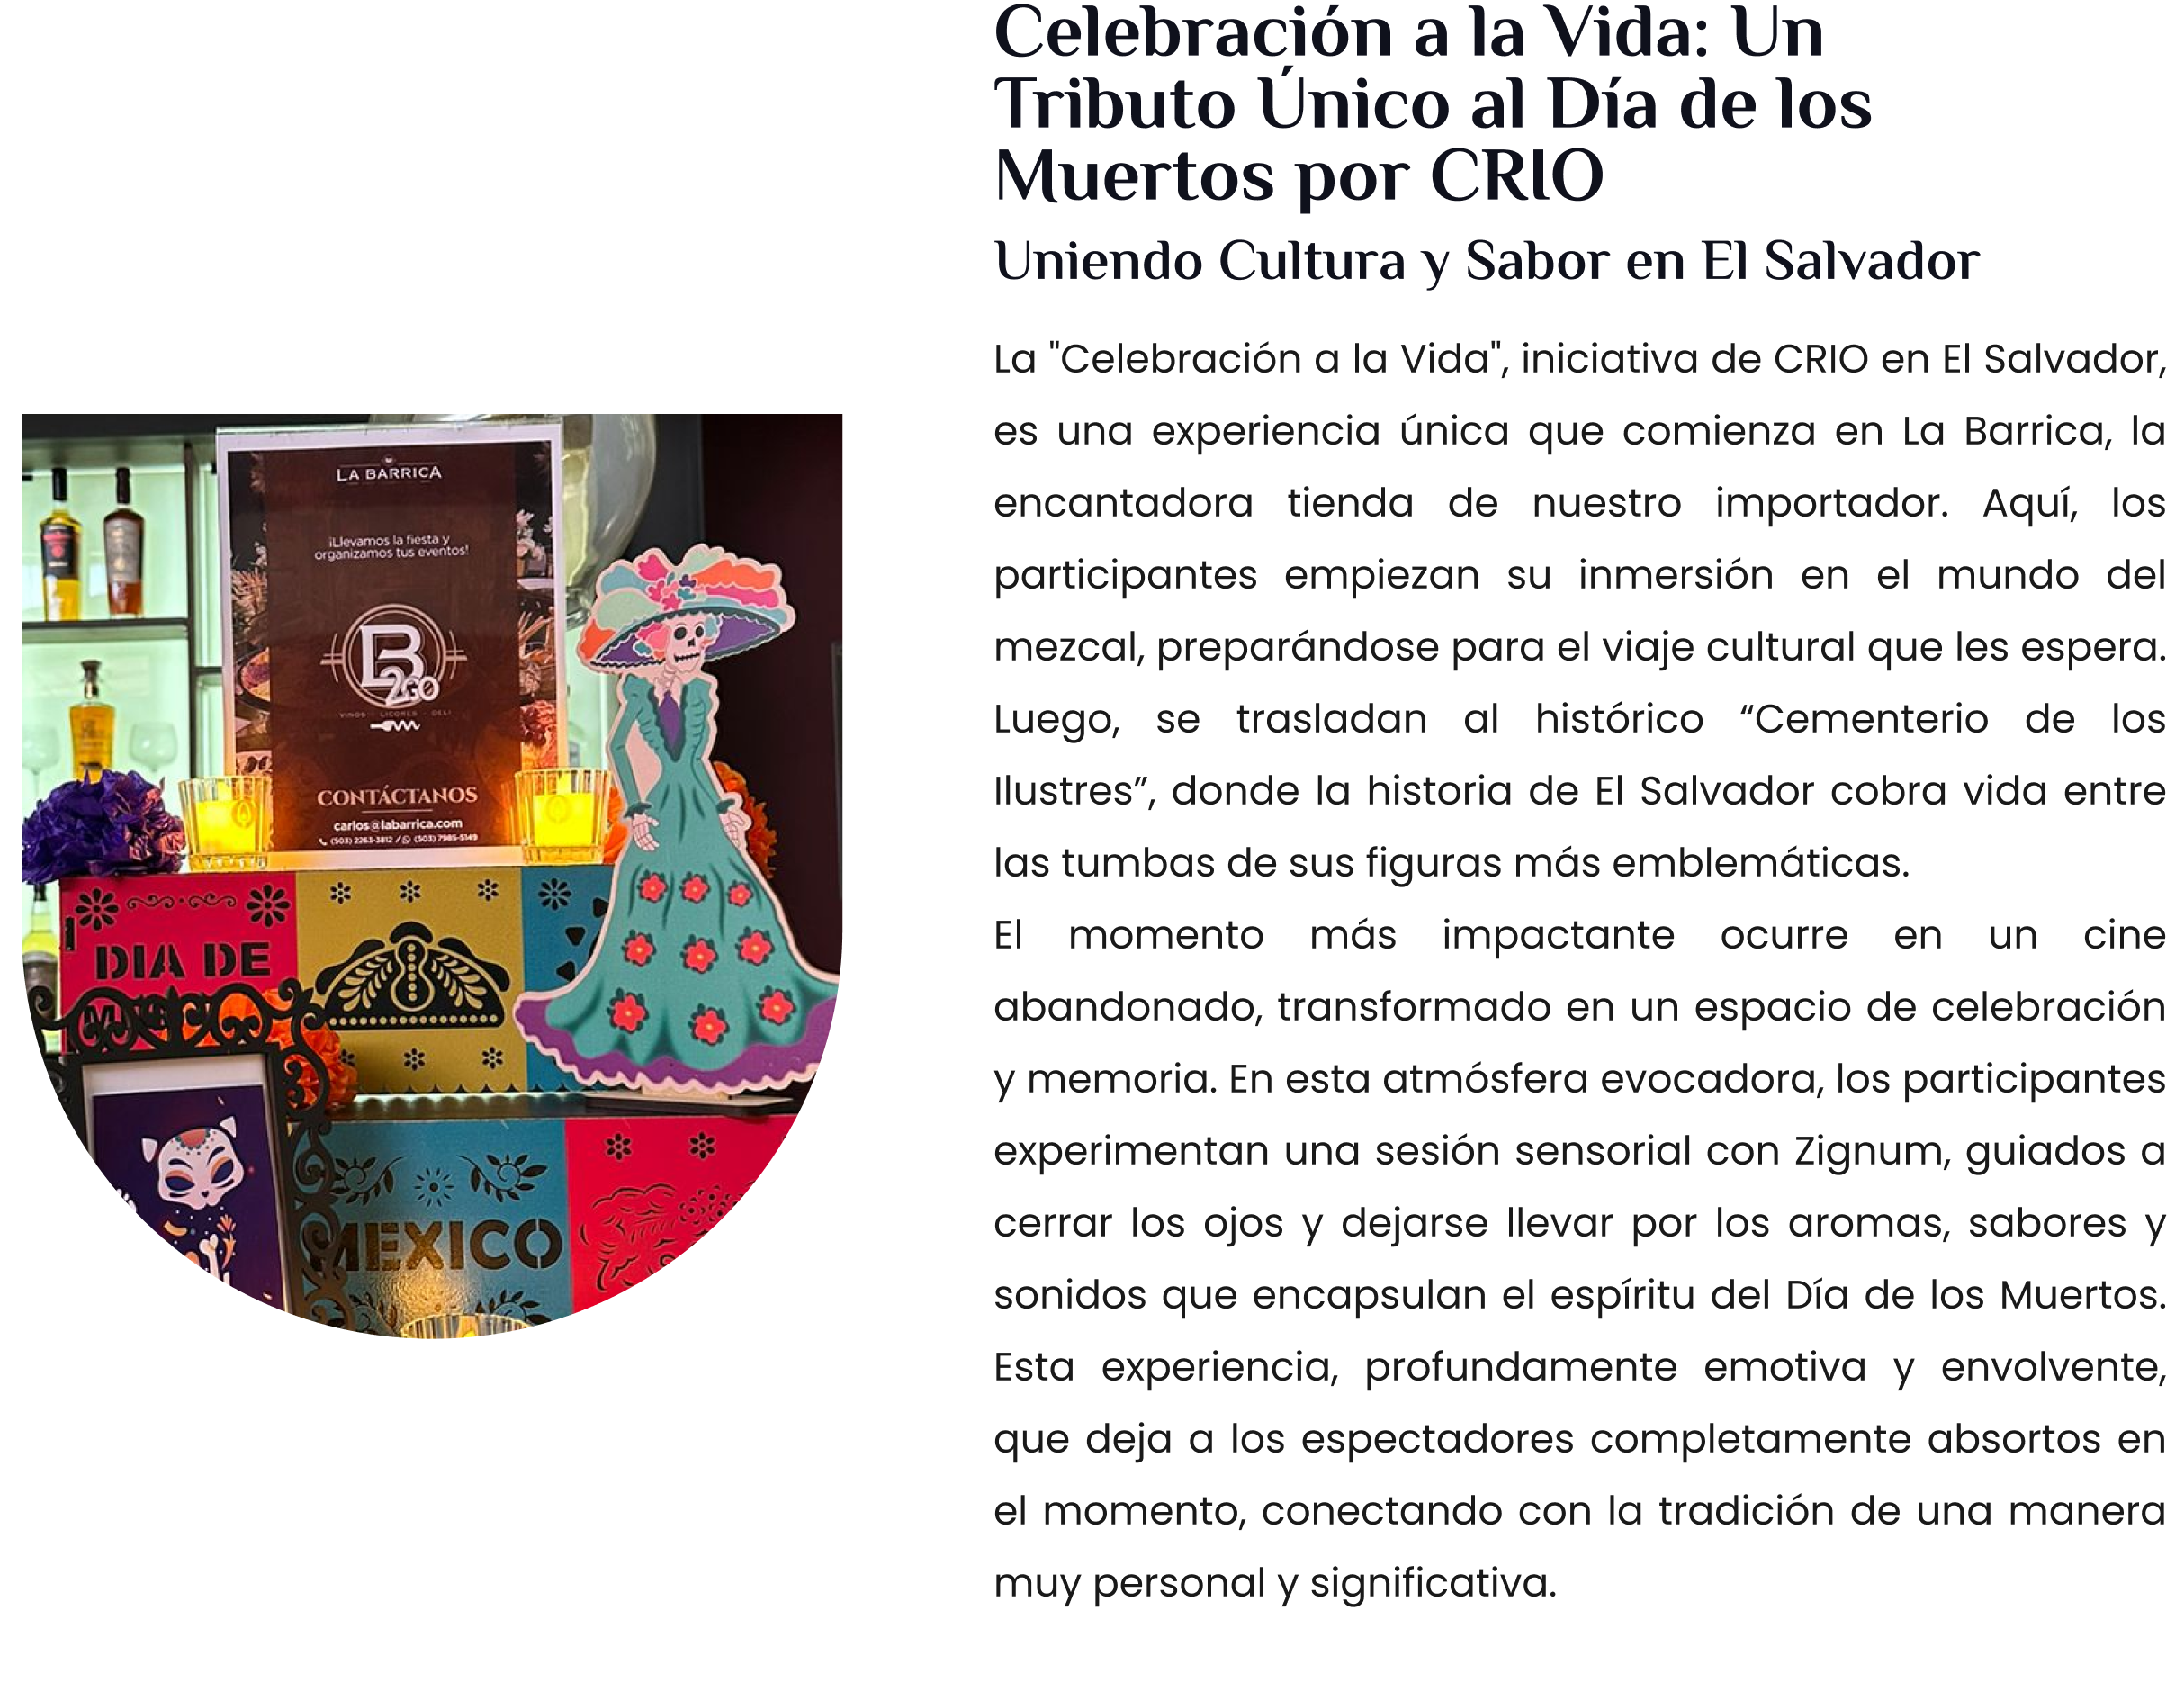 Celebración a la Vida: Un
Tributo Único al Día de los
Muertos por CRIO
Uniendo Cultura y Sabor en El Salvador
La "Celebración a la Vida", iniciativa de CRIO en El Salvador,
es una experiencia única que comienza en La Barrica, la
encantadora tienda de nuestro importador. Aquí, los
participantes empiezan su inmersión en el mundo del
mezcal, preparándose para el viaje cultural que les espera.
Luego, se trasladan al histórico “Cementerio de los
Ilustres”, donde la historia de El Salvador cobra vida entre
las tumbas de sus figuras más emblemáticas.
El momento más impactante ocurre en un cine
abandonado, transformado en un espacio de celebración
y memoria. En esta atmósfera evocadora, los participantes
experimentan una sesión sensorial con Zignum, guiados a
cerrar los ojos y dejarse llevar por los aromas, sabores y
sonidos que encapsulan el espíritu del Día de los Muertos.
Esta experiencia, profundamente emotiva y envolvente,
que deja a los espectadores completamente absortos en
el momento, conectando con la tradición de una manera
muy personal y significativa.
LA BARRICA
¡Llevamos la fiesta y
organizamos tus eventos!
B
2GO
VINOS · LICORES · DELI
CONTÁCTANOS
carlos@labarrica.com
(503) 2263-3812 / (503) 7985-5149
DIA DE
MEXICO